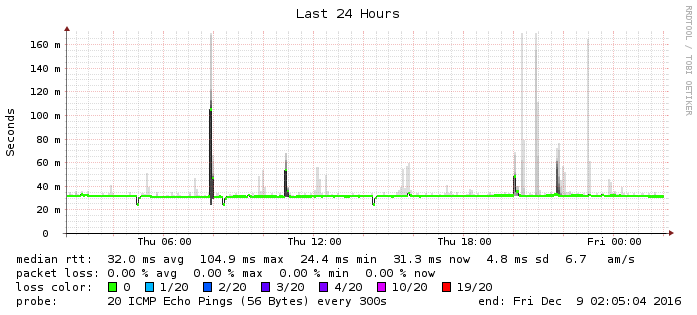 Last 24 Hours
RRDTOOL / TOBI OETIKER
Seconds
160 m
140 m
120 m
100 m
80 m
60 m
40 m
20 m
0
Thu 06:00 Thu 12:00 Thu 18:00 Fri 00:00
median rtt: 32.0 ms avg 104.9 ms max 24.4 ms min 31.3 ms now 4.8 ms sd 6.7 am/s
packet loss: 0.00 % avg 0.00 % max 0.00 % min 0.00 % now
loss color: 0 1/20 2/20 3/20 4/20 10/20 19/20
probe: 20 ICMP Echo Pings (56 Bytes) every 300s end: Fri Dec 9 02:05:04 2016